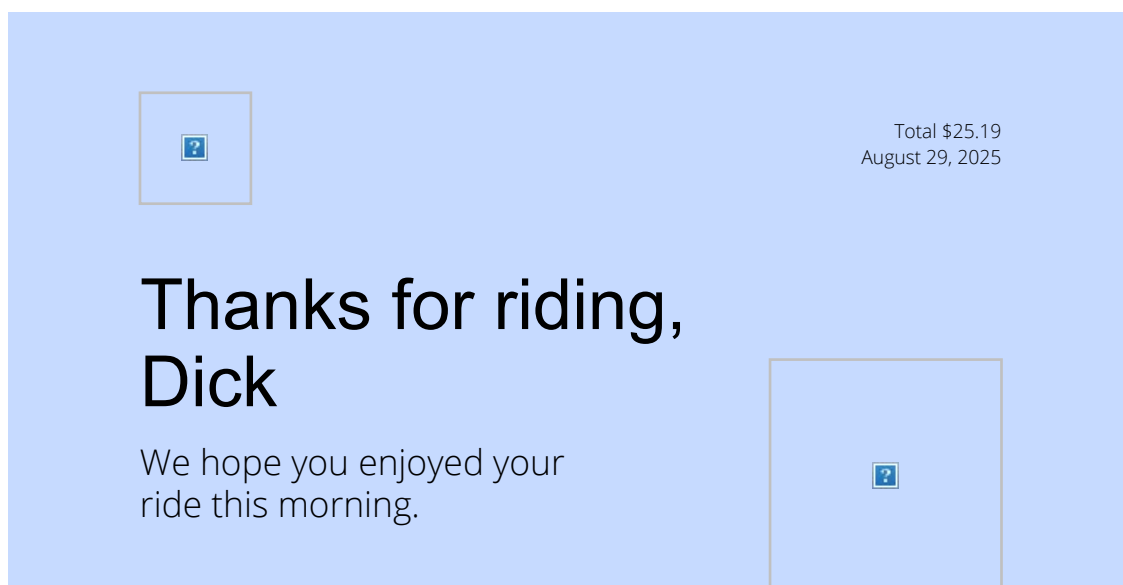 Total $25.19
August 29, 2025
Thanks for riding,
Dick
We hope you enjoyed your
ride this morning.